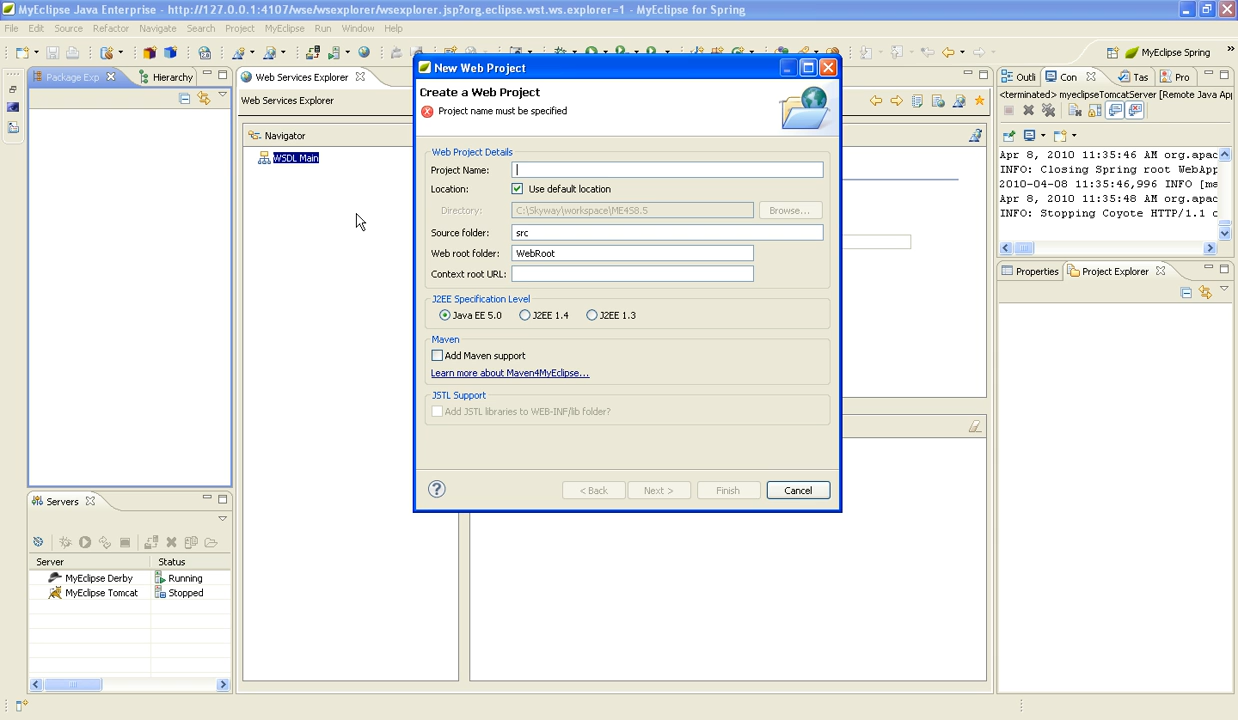 MyEclipse Java Enterprise - http://127.0.0.1:4107/wse/wsexplorer/wsexplorer.jsp?org.eclipse.wst.ws.explorer=1 - MyEclipse for Spring
File Edit Source Refactor Navigate Search Project MyEclipse Run Window Help
MyEclipse Spring
Package Exp
Hierarchy
Web Services Explorer
Web Services Explorer
Navigator
WSDL Main
New Web Project
Create a Web Project
Project name must be specified
Web Project Details
Project Name:
Location: Use default location
Directory: C:\Skyway\workspace\ME4S8.5 Browse...
Source folder: src
Web root folder: WebRoot
Context root URL:
J2EE Specification Level
Java EE 5.0 J2EE 1.4 J2EE 1.3
Maven
Add Maven support
Learn more about Maven4MyEclipse...
JSTL Support
Add JSTL libraries to WEB-INF/lib folder?
< Back Next > Finish Cancel
Outli Con Tas Pro
<terminated> myeclipseTomcatServer [Remote Java App
Apr 8, 2010 11:35:46 AM org.apac
INFO: Closing Spring root WebApp
2010-04-08 11:35:46,996 INFO [ma
Apr 8, 2010 11:35:48 AM org.apac
INFO: Stopping Coyote HTTP/1.1 c
Properties Project Explorer
Servers
Server Status
MyEclipse Derby Running
MyEclipse Tomcat Stopped